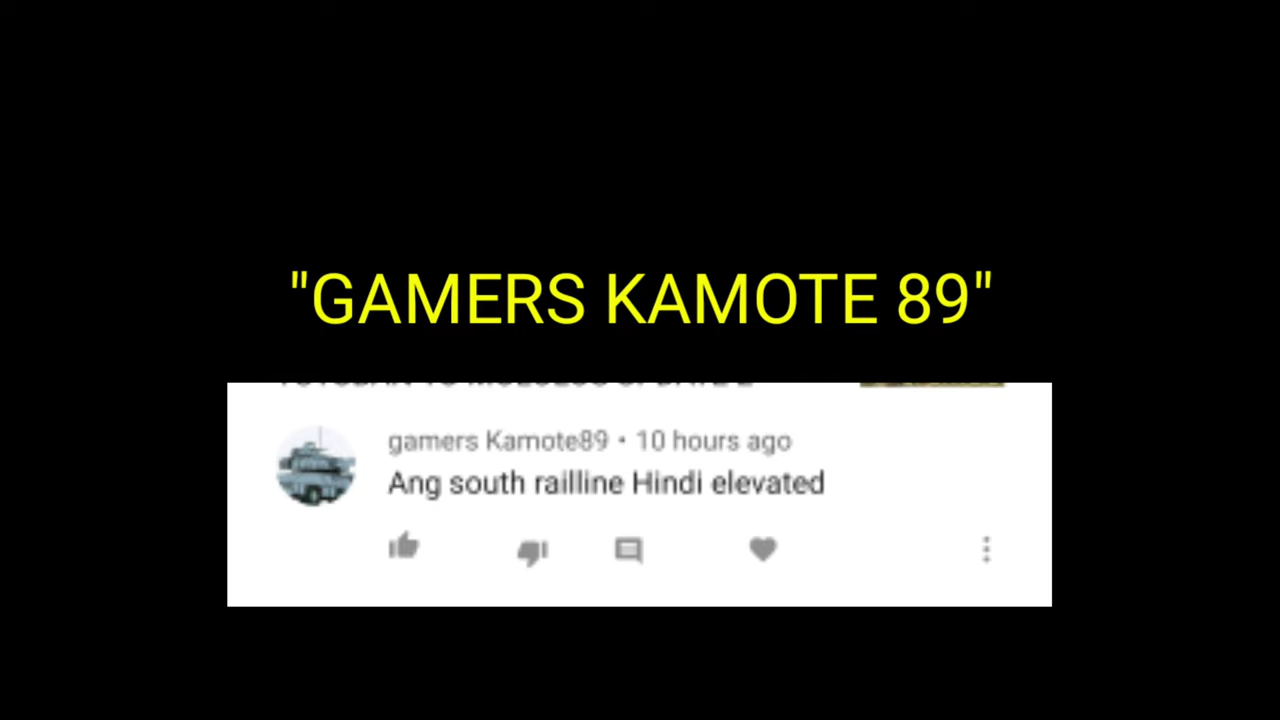 "GAMERS KAMOTE 89"
gamers Kamote89 • 10 hours ago
Ang south railline Hindi elevated